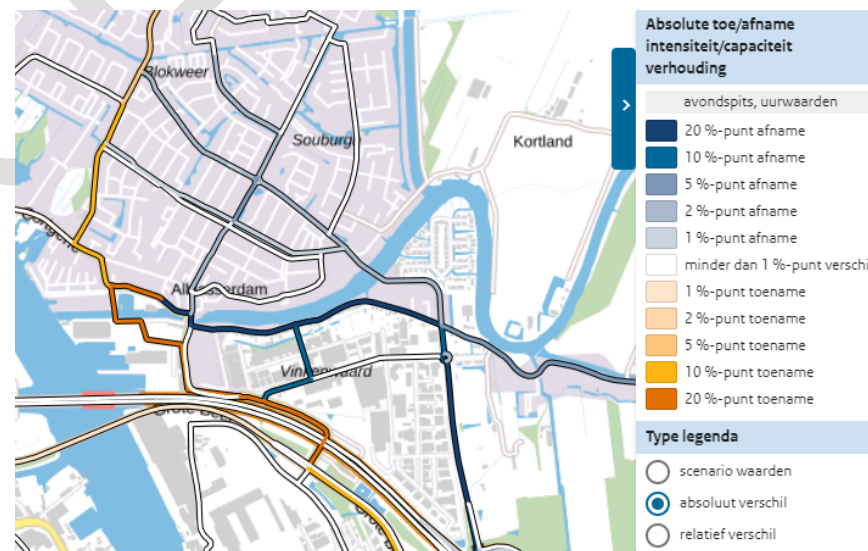 Absolute toe/afname
intensiteit/capaciteit
verhouding
avondspits, uurwaarden
20 %-punt afname
10 %-punt afname
5 %-punt afname
2 %-punt afname
1 %-punt afname
minder dan 1 %-punt verschi
1 %-punt toename
2 %-punt toename
5 %-punt toename
10 %-punt toename
20 %-punt toename
Type legenda
scenario waarden
absoluut verschil
relatief verschil
Blokweer
Souburgh
Kortland
Vinkenwaard